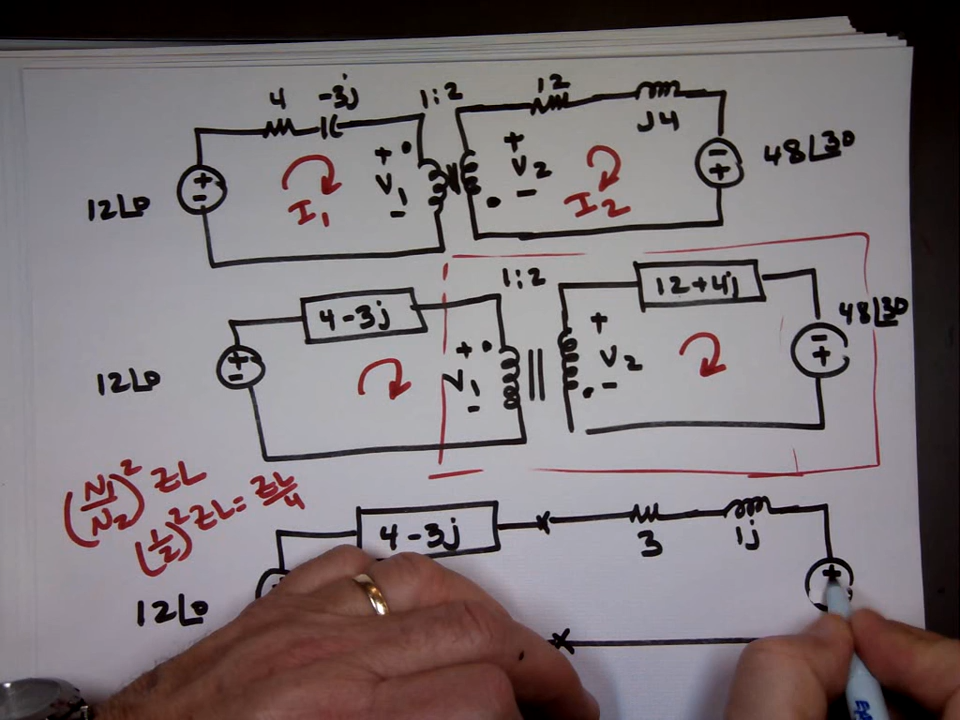 4 -3j 1:2 12
j4
12∠0 + - I1 + V1 - + V2 - I2 - + 48∠30
4-3j 1:2 12+4j
12∠0 + - + V1 - + V2 - - + 48∠30
(N1/N2)² ZL
(1/2)² ZL = ZL/4
4-3j 3 1j
12∠0 +